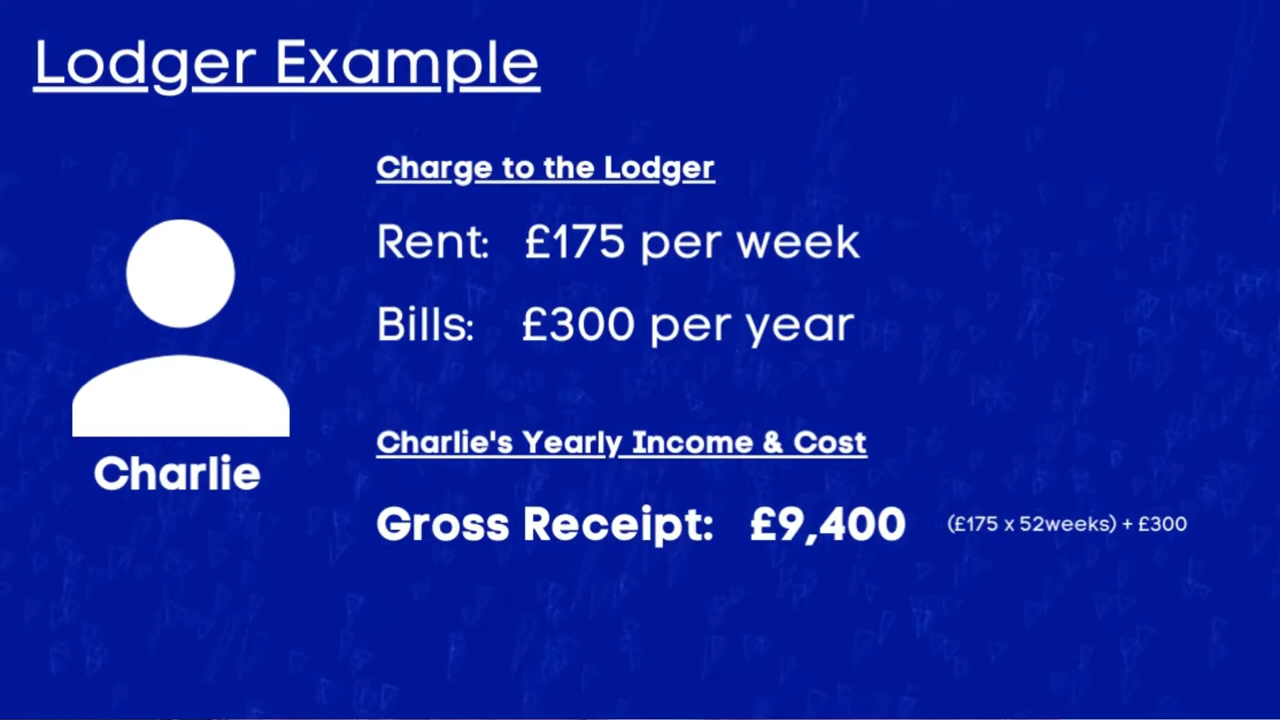 Lodger Example
Charge to the Lodger
Rent: £175 per week
Bills: £300 per year
Charlie
Charlie's Yearly Income & Cost
Gross Receipt: £9,400 (£175 x 52weeks) + £300